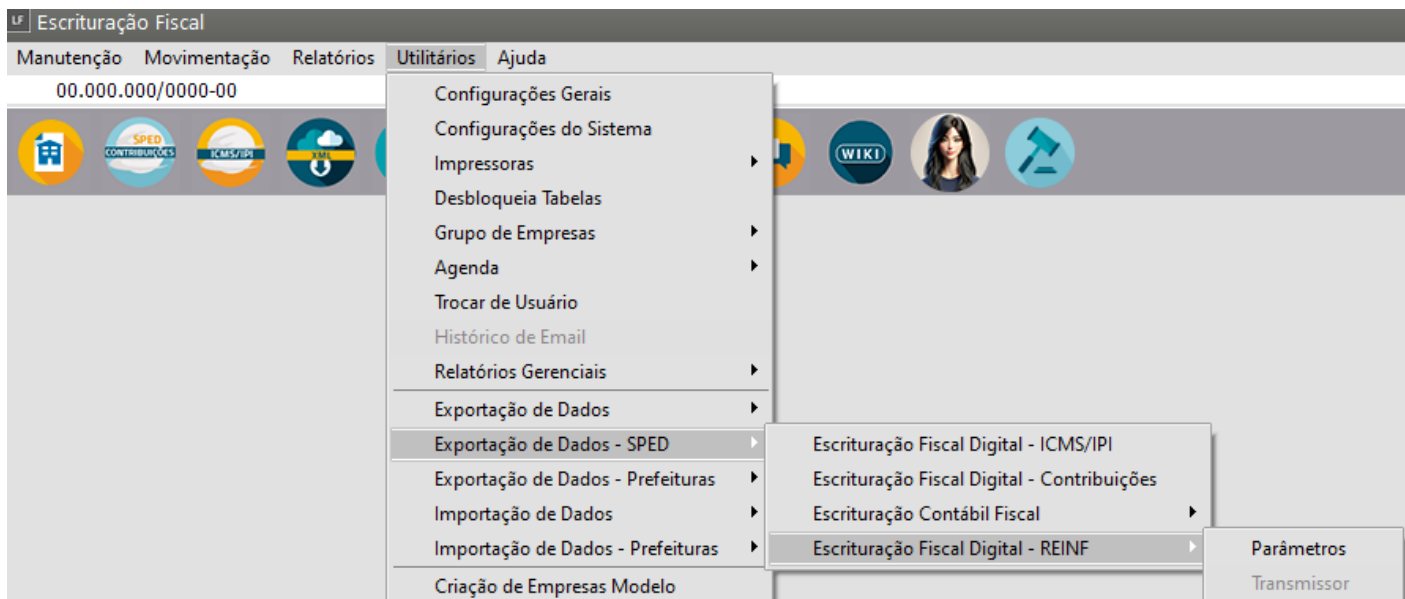 LF Escrituração Fiscal
Manutenção Movimentação Relatórios Utilitários Ajuda
00.000.000/0000-00
SPED CONTRIBUIÇÕES
ICMS/IPI
XML
WIKI
Configurações Gerais
Configurações do Sistema
Impressoras
Desbloqueia Tabelas
Grupo de Empresas
Agenda
Trocar de Usuário
Histórico de Email
Relatórios Gerenciais
Exportação de Dados
Exportação de Dados - SPED
Exportação de Dados - Prefeituras
Importação de Dados
Importação de Dados - Prefeituras
Criação de Empresas Modelo
Escrituração Fiscal Digital - ICMS/IPI
Escrituração Fiscal Digital - Contribuições
Escrituração Contábil Fiscal
Escrituração Fiscal Digital - REINF
Parâmetros
Transmissor